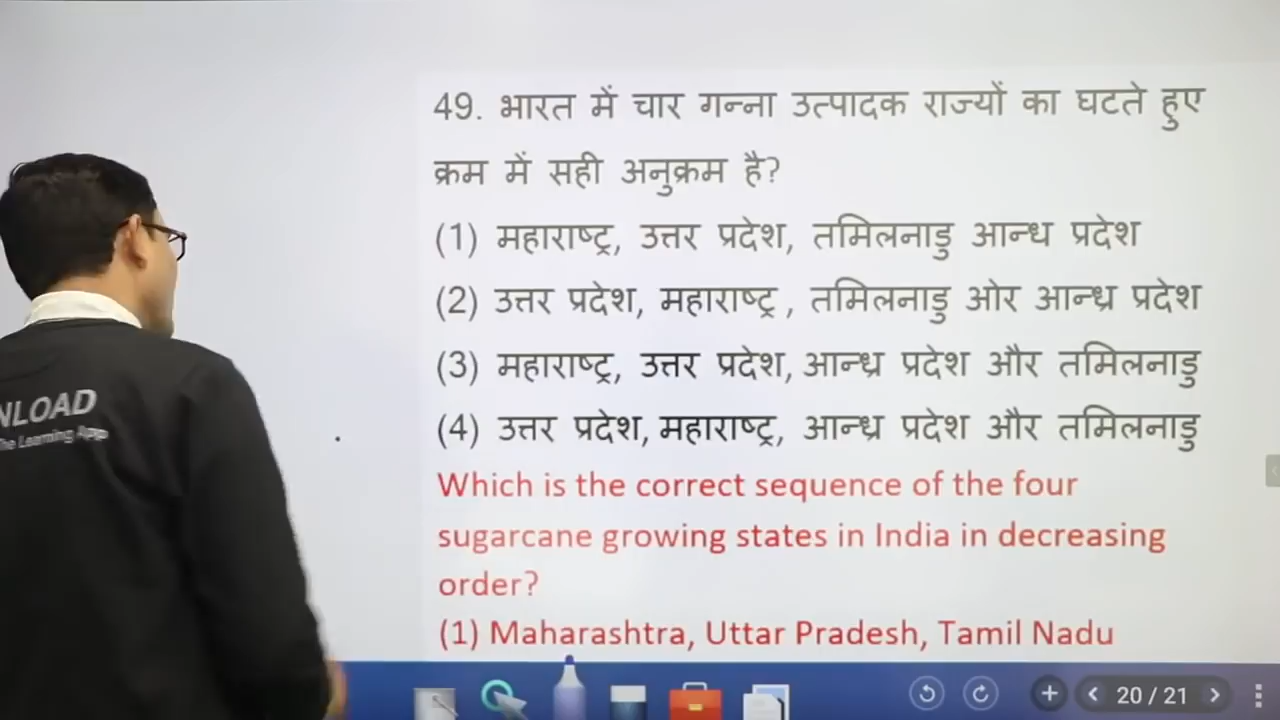 49. भारत में चार गन्ना उत्पादक राज्यों का घटते हुए
क्रम में सही अनुक्रम है?
(1) महाराष्ट्र, उत्तर प्रदेश, तमिलनाडु आन्ध प्रदेश
(2) उत्तर प्रदेश, महाराष्ट्र, तमिलनाडु ओर आन्ध्र प्रदेश
(3) महाराष्ट्र, उत्तर प्रदेश, आन्ध्र प्रदेश और तमिलनाडु
(4) उत्तर प्रदेश, महाराष्ट्र, आन्ध्र प्रदेश और तमिलनाडु
Which is the correct sequence of the four
sugarcane growing states in India in decreasing
order?
(1) Maharashtra, Uttar Pradesh, Tamil Nadu
NLOAD
he Learning App
20 / 21